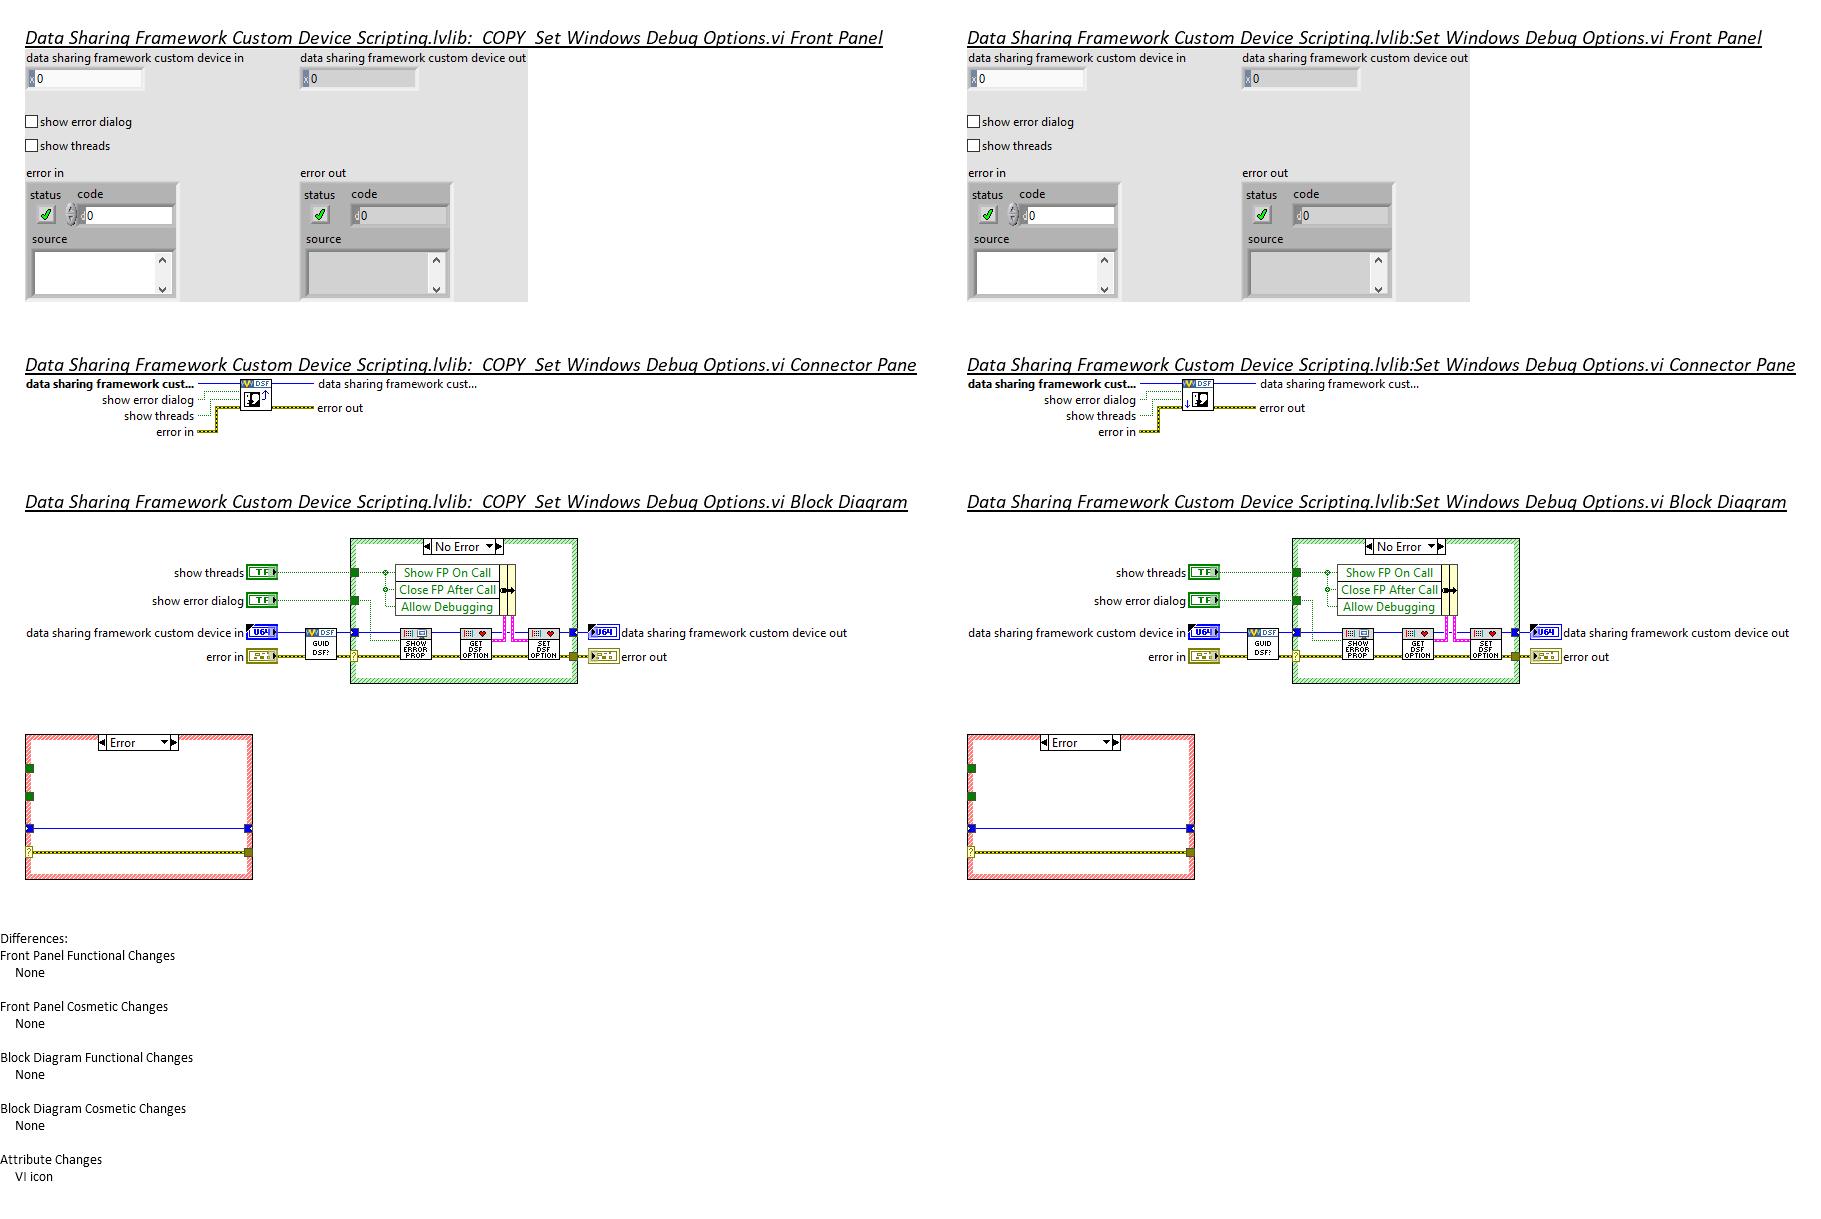 Data Sharing Framework Custom Device Scripting.lvlib:_COPY_Set Windows Debug Options.vi Front Panel
data sharing framework custom device in
data sharing framework custom device out
x 0
x 0
show error dialog
show threads
error in
error out
status code
status code
d 0
d 0
source
source
Data Sharing Framework Custom Device Scripting.lvlib:Set Windows Debug Options.vi Front Panel
data sharing framework custom device in
data sharing framework custom device out
x 0
x 0
show error dialog
show threads
error in
error out
status code
status code
d 0
d 0
source
source
Data Sharing Framework Custom Device Scripting.lvlib:_COPY_Set Windows Debug Options.vi Connector Pane
data sharing framework cust...
DSF
data sharing framework cust...
show error dialog
error out
show threads
error in
Data Sharing Framework Custom Device Scripting.lvlib:Set Windows Debug Options.vi Connector Pane
data sharing framework cust...
DSF
data sharing framework cust...
show error dialog
error out
show threads
error in
Data Sharing Framework Custom Device Scripting.lvlib:_COPY_Set Windows Debug Options.vi Block Diagram
No Error
show threads
TF
Show FP On Call
Close FP After Call
show error dialog
TF
Allow Debugging
data sharing framework custom device in
U64
DSF
GUID
DSF?
SHOW
ERROR
PROP
GET
DSF
OPTION
SET
DSF
OPTION
U64
data sharing framework custom device out
error in
?
error out
Error
?
Data Sharing Framework Custom Device Scripting.lvlib:Set Windows Debug Options.vi Block Diagram
No Error
show threads
TF
Show FP On Call
Close FP After Call
show error dialog
TF
Allow Debugging
data sharing framework custom device in
U64
DSF
GUID
DSF?
SHOW
ERROR
PROP
GET
DSF
OPTION
SET
DSF
OPTION
U64
data sharing framework custom device out
error in
?
error out
Error
?
Differences:
Front Panel Functional Changes
None
Front Panel Cosmetic Changes
None
Block Diagram Functional Changes
None
Block Diagram Cosmetic Changes
None
Attribute Changes
VI icon